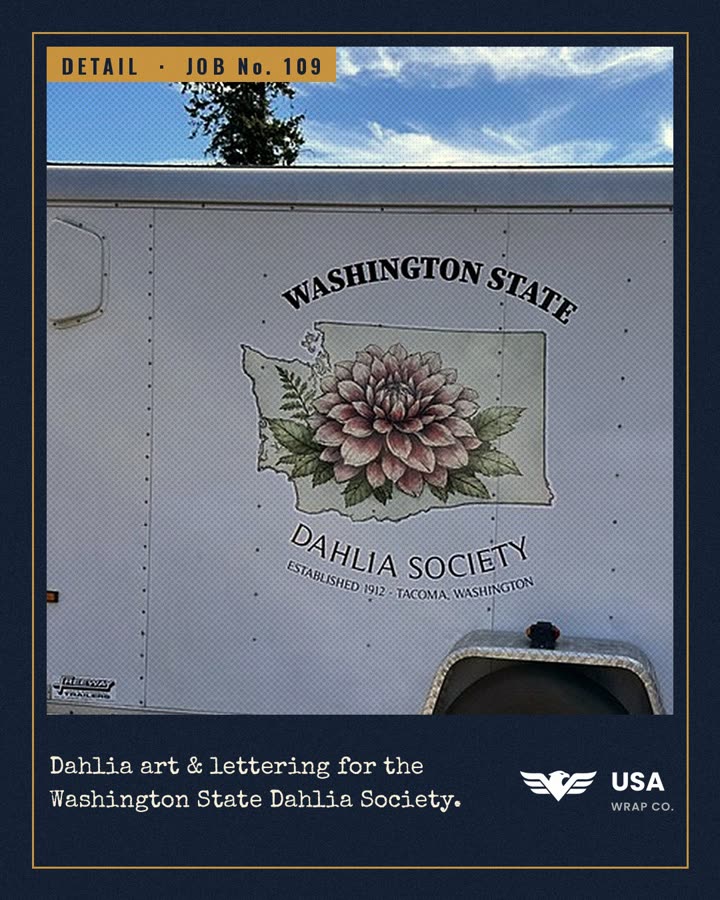 DETAIL · JOB No. 109
WASHINGTON STATE
DAHLIA SOCIETY
ESTABLISHED 1912 - TACOMA, WASHINGTON
TRAILERS
Dahlia art & lettering for the
Washington State Dahlia Society.
USA
WRAP CO.